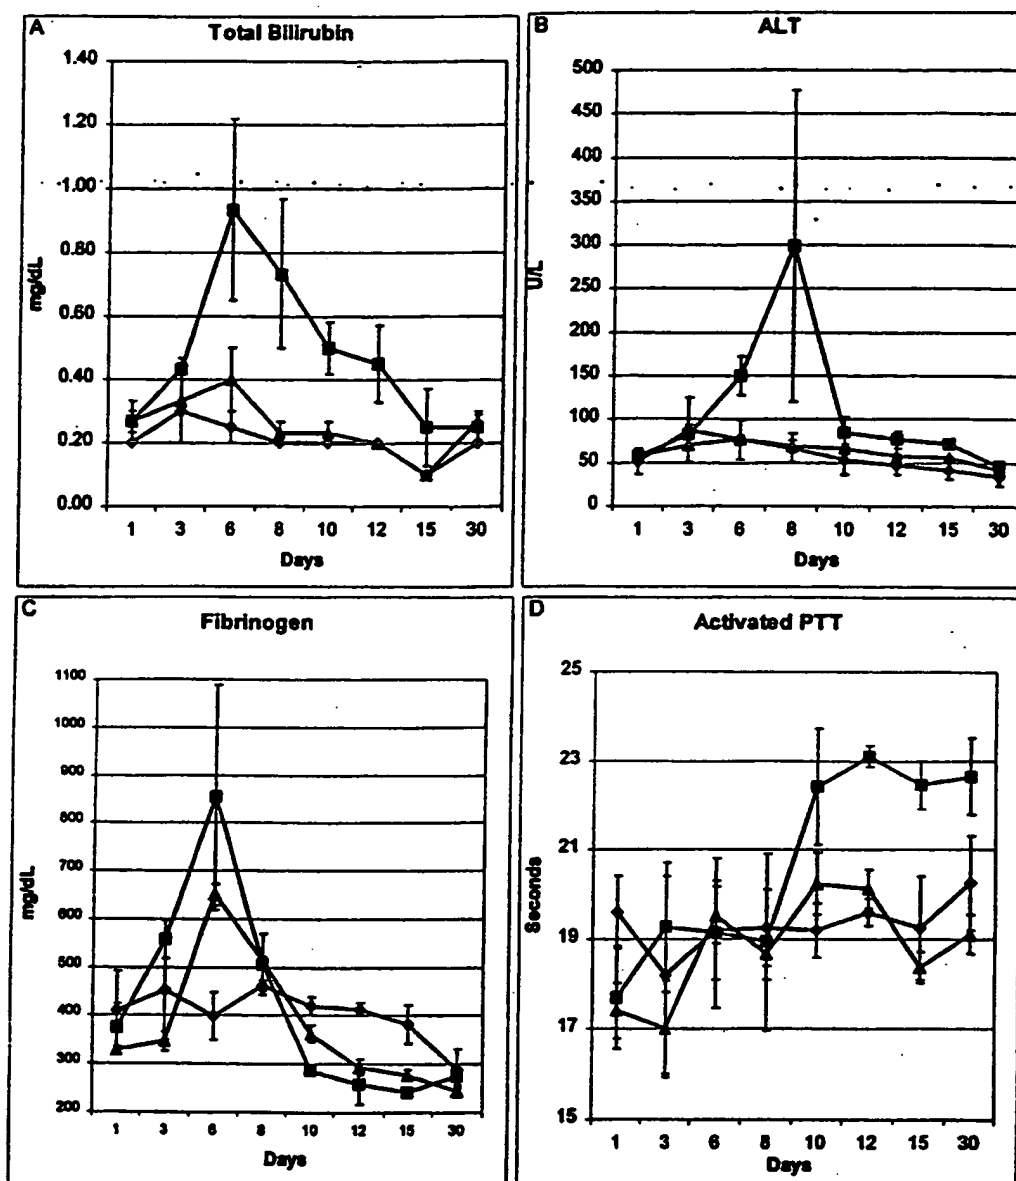 A
Total Bilirubin
1.40
1.20
1.00
0.80
0.60
0.40
0.20
0.00
mg/dL
1 3 6 8 10 12 15 30
Days
B
ALT
500
450
400
350
300
250
200
150
100
50
0
U/L
1 3 6 8 10 12 15 30
Days
C
Fibrinogen
1100
1000
900
800
700
600
500
400
300
200
mg/dL
1 3 6 8 10 12 15 30
Days
D
Activated PTT
25
23
21
19
17
15
Seconds
1 3 6 8 10 12 15 30
Days